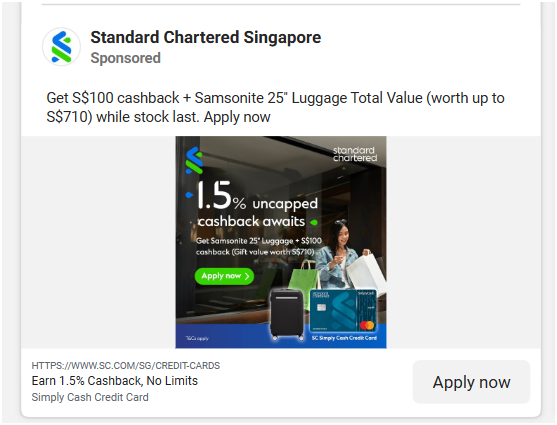 Standard Chartered Singapore
Sponsored
Get S$100 cashback + Samsonite 25" Luggage Total Value (worth up to
S$710) while stock last. Apply now
standard
chartered
1.5% uncapped
cashback awaits
Get Samsonite 25" Luggage + S$100
cashback (Gift value worth S$710)
Apply now >
T&Cs apply
SC Simply Cash Credit Card
HTTPS://WWW.SC.COM/SG/CREDIT-CARDS
Earn 1.5% Cashback, No Limits
Simply Cash Credit Card
Apply now